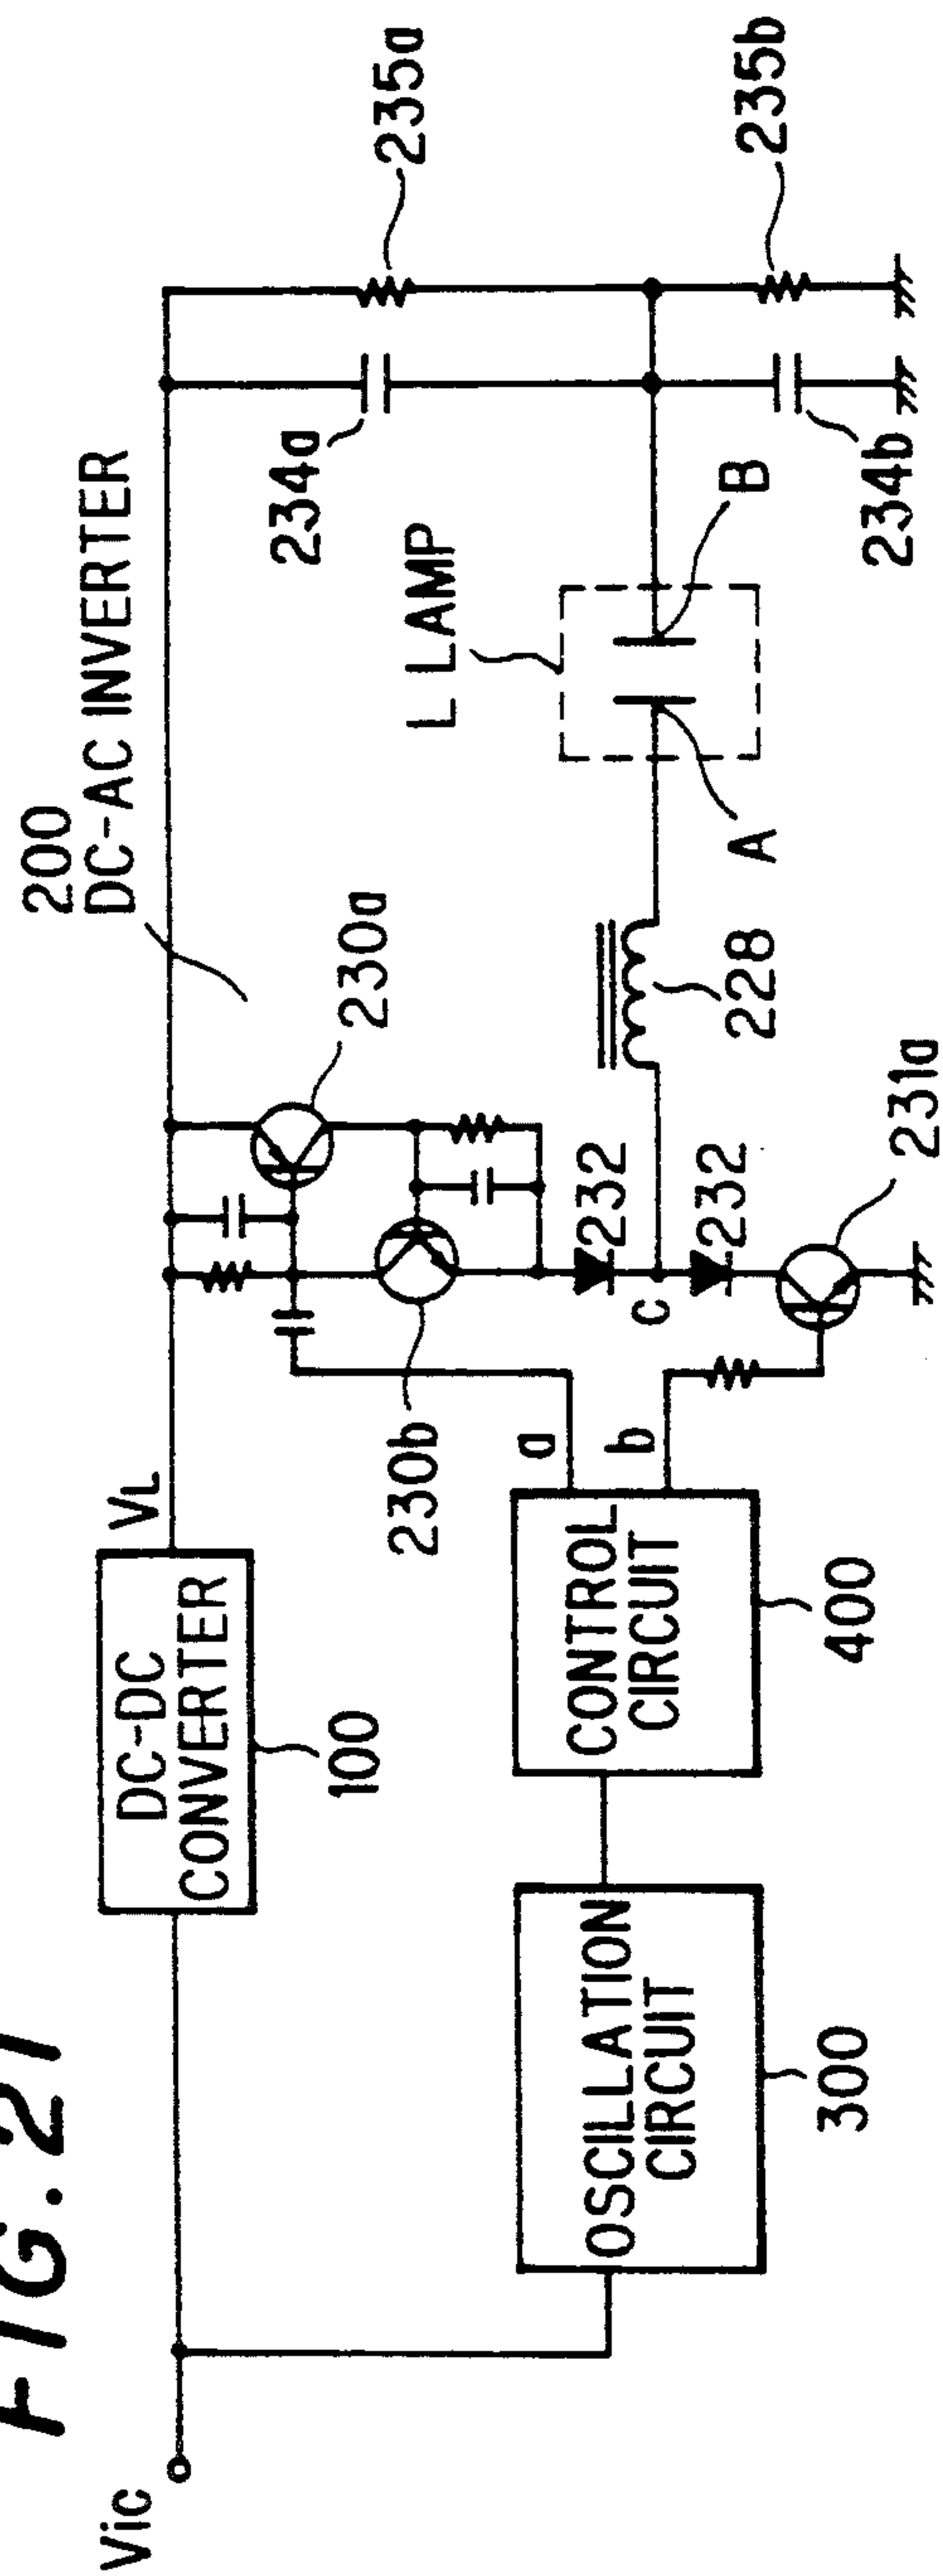 FIG. 21
Vic
DC-DC
CONVERTER
100
VL
200
DC-AC INVERTER
230a
230b
a
b
c
232
232
231a
228
L LAMP
A
B
234a
234b
235a
235b
OSCILLATION
CIRCUIT
300
CONTROL
CIRCUIT
400